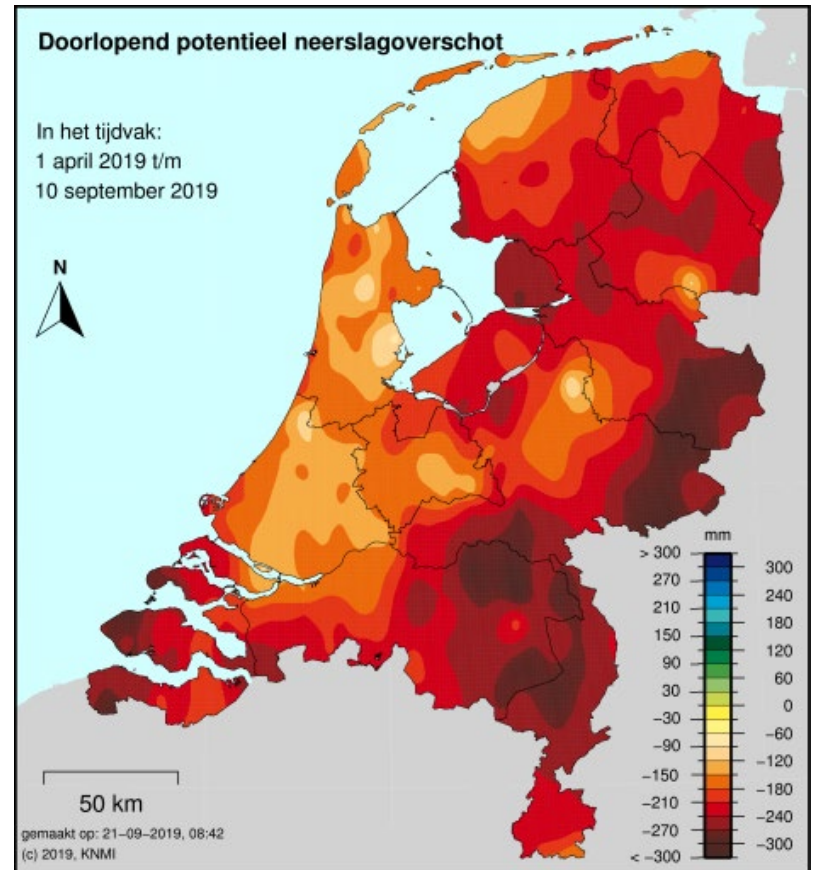 Doorlopend potentieel neerslagoverschot
In het tijdvak:
1 april 2019 t/m
10 september 2019
N
mm
> 300
300
270
240
210
180
150
120
90
60
30
0
−30
−60
−90
−120
−150
−180
−210
−240
−270
−300
< −300
50 km
gemaakt op: 21−09−2019, 08:42
(c) 2019, KNMI